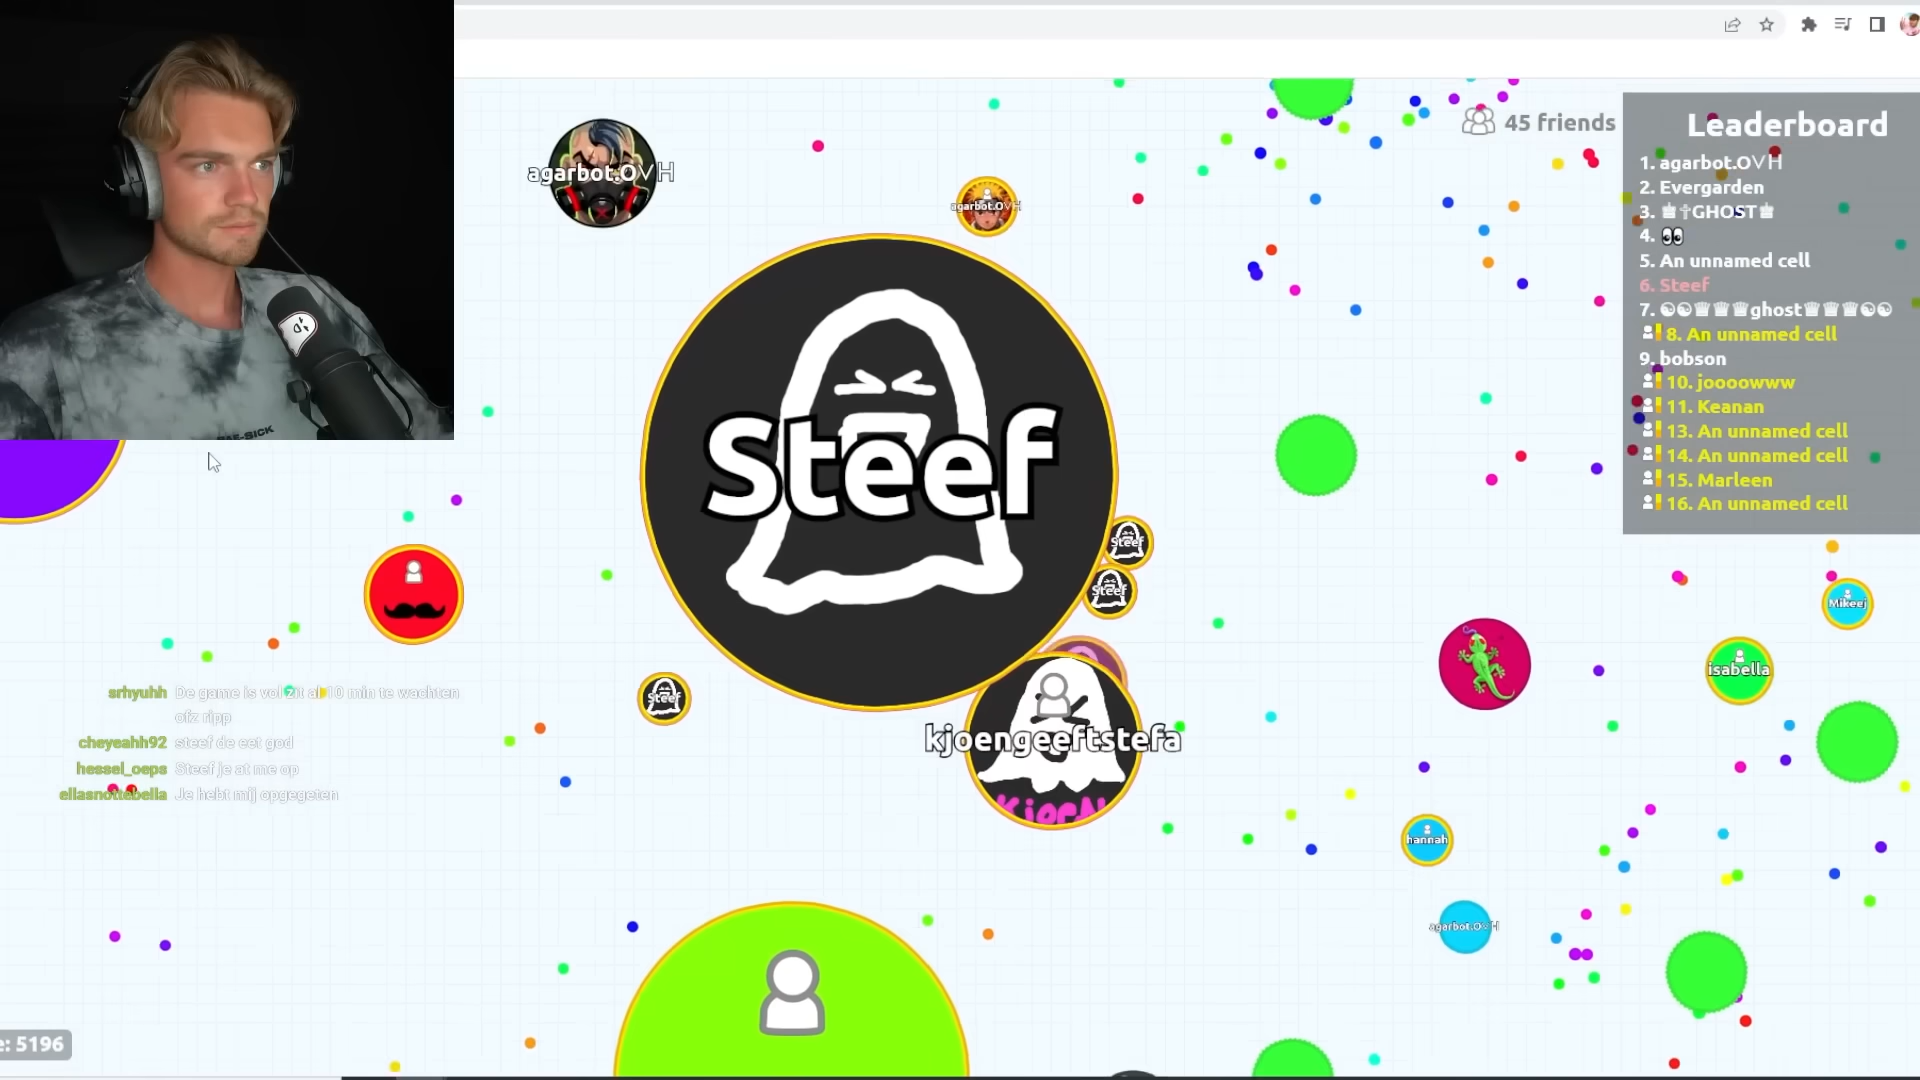 45 friends
Leaderboard
1. agarbot.OVH
2. Evergarden
3. ♚†GHOST♚
4. 👀
5. An unnamed cell
6. Steef
7. ☯☯♕♕♕ghost♕♕♕☯☯
8. An unnamed cell
9. bobson
10. joooowww
11. Keanan
13. An unnamed cell
14. An unnamed cell
15. Marleen
16. An unnamed cell
agarbot.OVH
agarbot.OVH
Steef
Steef
Steef
Steef
kjoengeeftstefa
Mikeej
isabella
hannah
agarbot.OVH
srhyuhh De game is vol zit al 10 min te wachten
ofz ripp
cheyeahh92 steef de eet god
hessel_oeps Steef je at me op
ellasnottebella Je hebt mij opgegeten
e: 5196